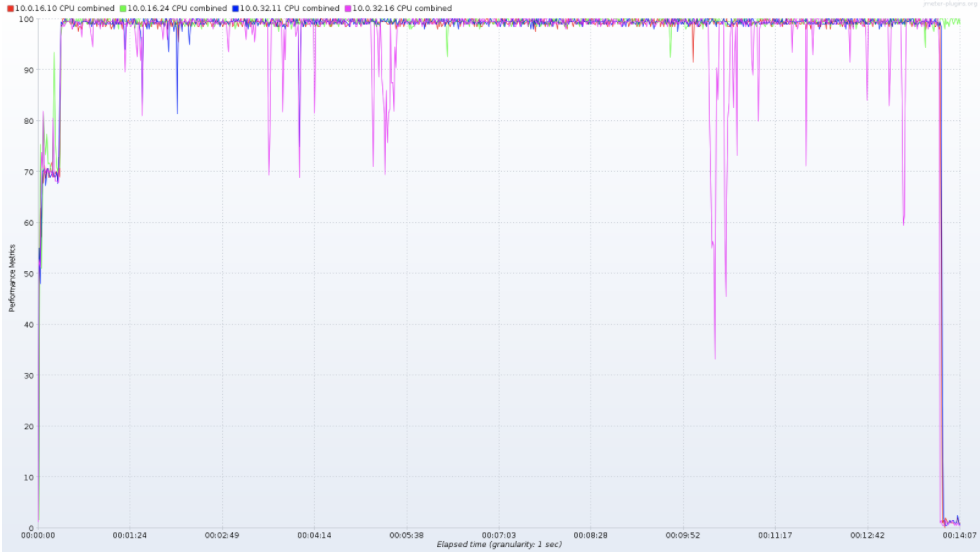 10.0.16.10 CPU combined 10.0.16.24 CPU combined 10.0.32.11 CPU combined 10.0.32.16 CPU combined
jmeter-plugins.org
100
90
80
70
60
50
40
30
20
10
0
Performance Metrics
00:00:00 00:01:24 00:02:49 00:04:14 00:05:38 00:07:03 00:08:28 00:09:52 00:11:17 00:12:42 00:14:07
Elapsed time (granularity: 1 sec)